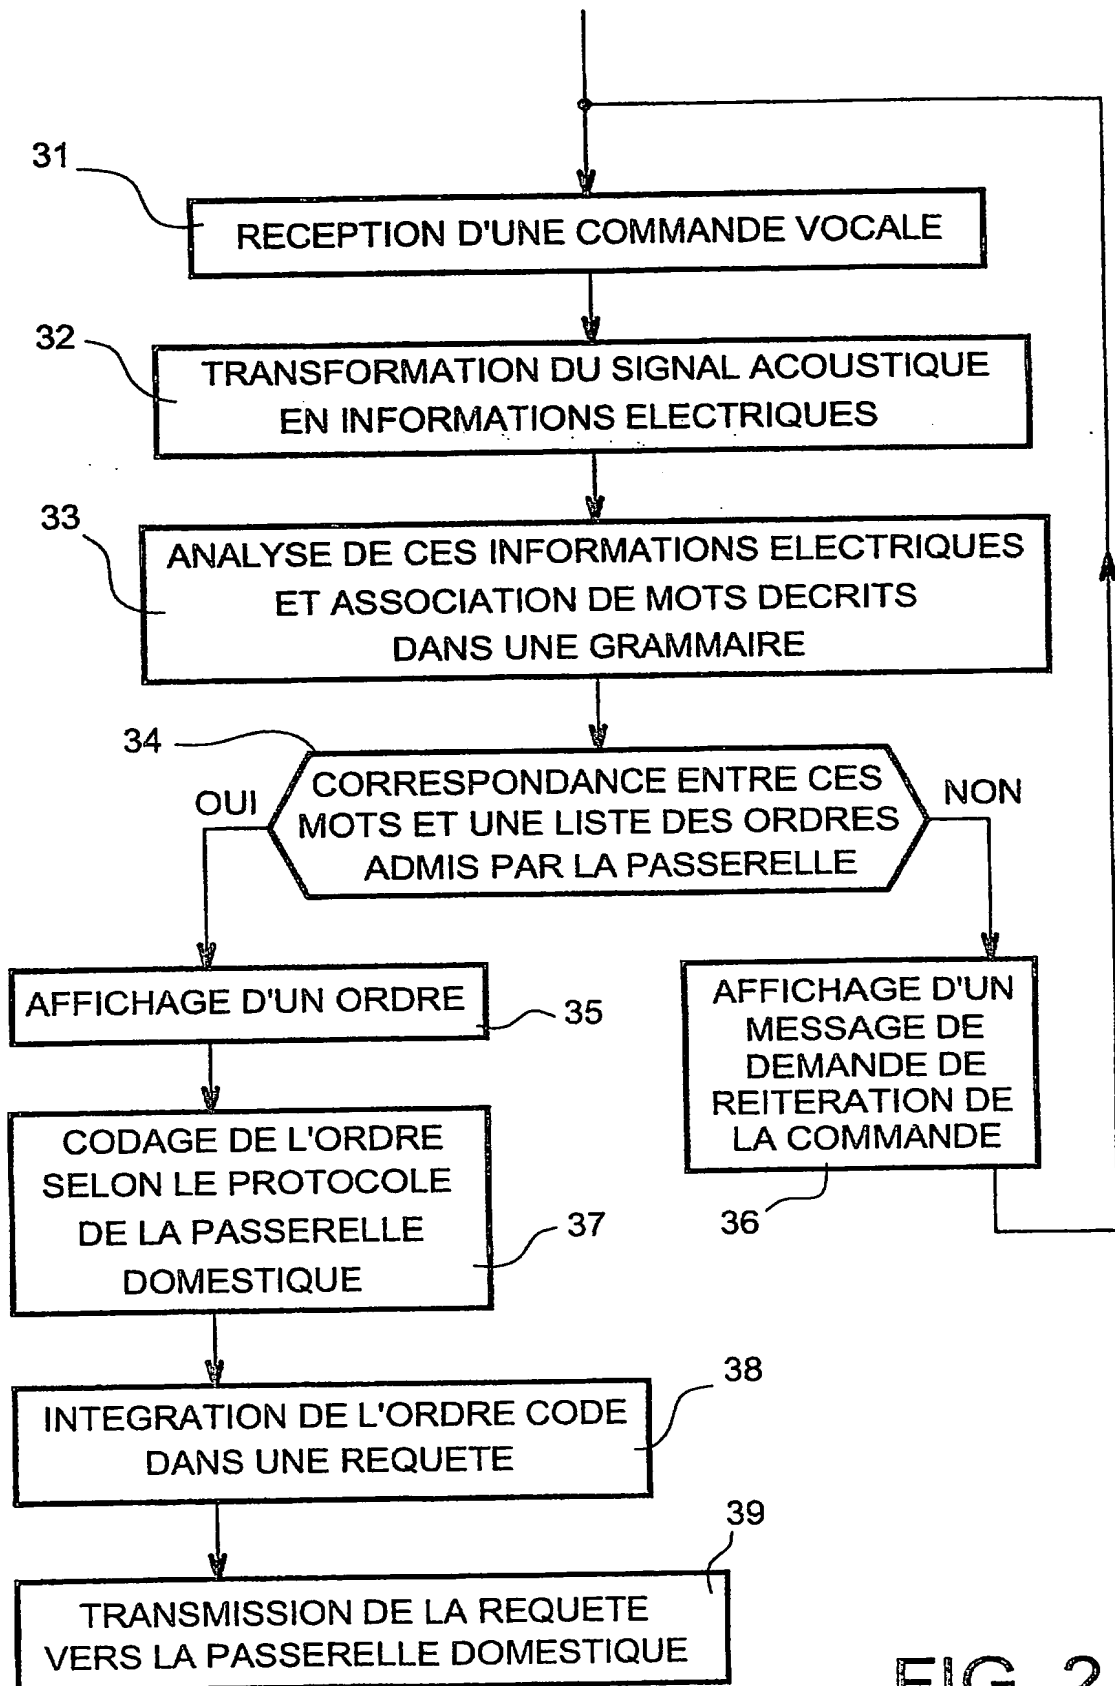 31
RECEPTION D'UNE COMMANDE VOCALE
32
TRANSFORMATION DU SIGNAL ACOUSTIQUE
EN INFORMATIONS ELECTRIQUES
33
ANALYSE DE CES INFORMATIONS ELECTRIQUES
ET ASSOCIATION DE MOTS DECRITS
DANS UNE GRAMMAIRE
34
CORRESPONDANCE ENTRE CES
MOTS ET UNE LISTE DES ORDRES
ADMIS PAR LA PASSERELLE
OUI
NON
AFFICHAGE D'UN ORDRE
35
AFFICHAGE D'UN
MESSAGE DE
DEMANDE DE
REITERATION DE
LA COMMANDE
36
CODAGE DE L'ORDRE
SELON LE PROTOCOLE
DE LA PASSERELLE
DOMESTIQUE
37
INTEGRATION DE L'ORDRE CODE
DANS UNE REQUETE
38
39
TRANSMISSION DE LA REQUETE
VERS LA PASSERELLE DOMESTIQUE
FIG. 2